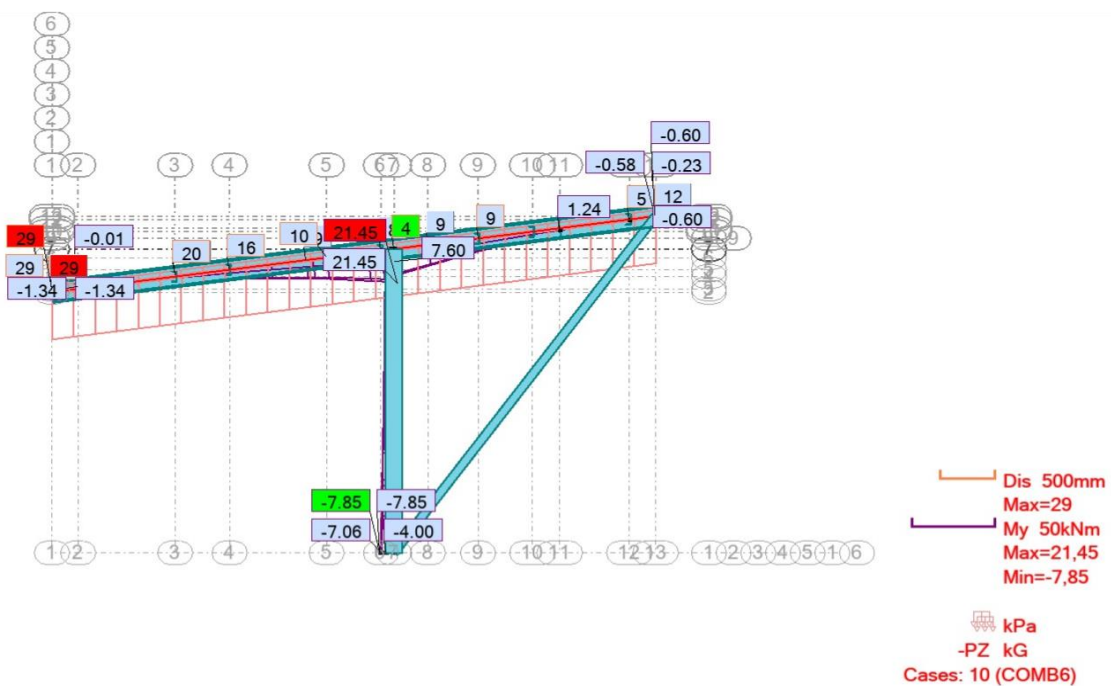 6
5
4
3
2
1
1 2 3 4 5 6 7 8 9 10 11
-0.60
-0.58 -0.23
5 12
1.24 -0.60
29 -0.01 20 16 10 21.45 4 9 9
29 29 21.45 7.60
-1.34 -1.34
9
2
-7.85 -7.85
-7.06 -4.00
1 2 3 4 5 6 7 8 9 10 11 12 13 1 2 3 4 5 1 6
Dis 500mm
Max=29
My 50kNm
Max=21,45
Min=-7,85
kPa
-PZ kG
Cases: 10 (COMB6)